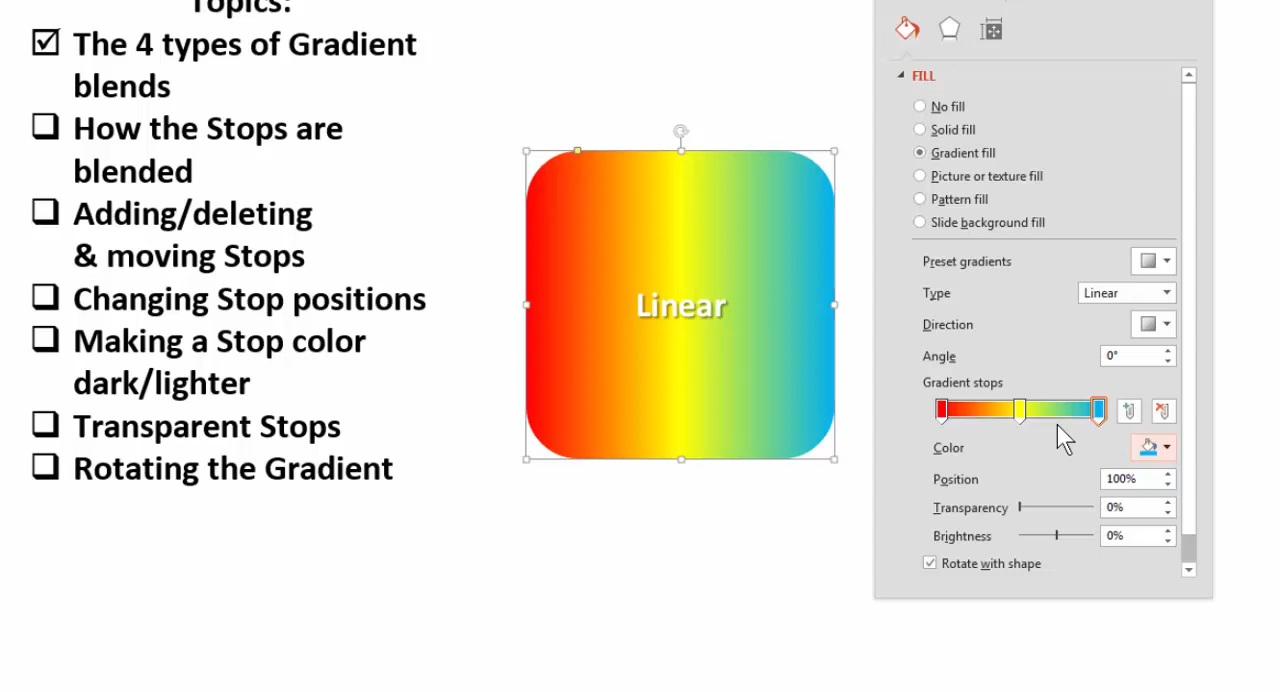 Topics:
The 4 types of Gradient
blends
How the Stops are
blended
Adding/deleting
& moving Stops
Changing Stop positions
Making a Stop color
dark/lighter
Transparent Stops
Rotating the Gradient
Linear
FILL
No fill
Solid fill
Gradient fill
Picture or texture fill
Pattern fill
Slide background fill
Preset gradients
Type Linear
Direction
Angle 0°
Gradient stops
Color
Position 100%
Transparency 0%
Brightness 0%
Rotate with shape